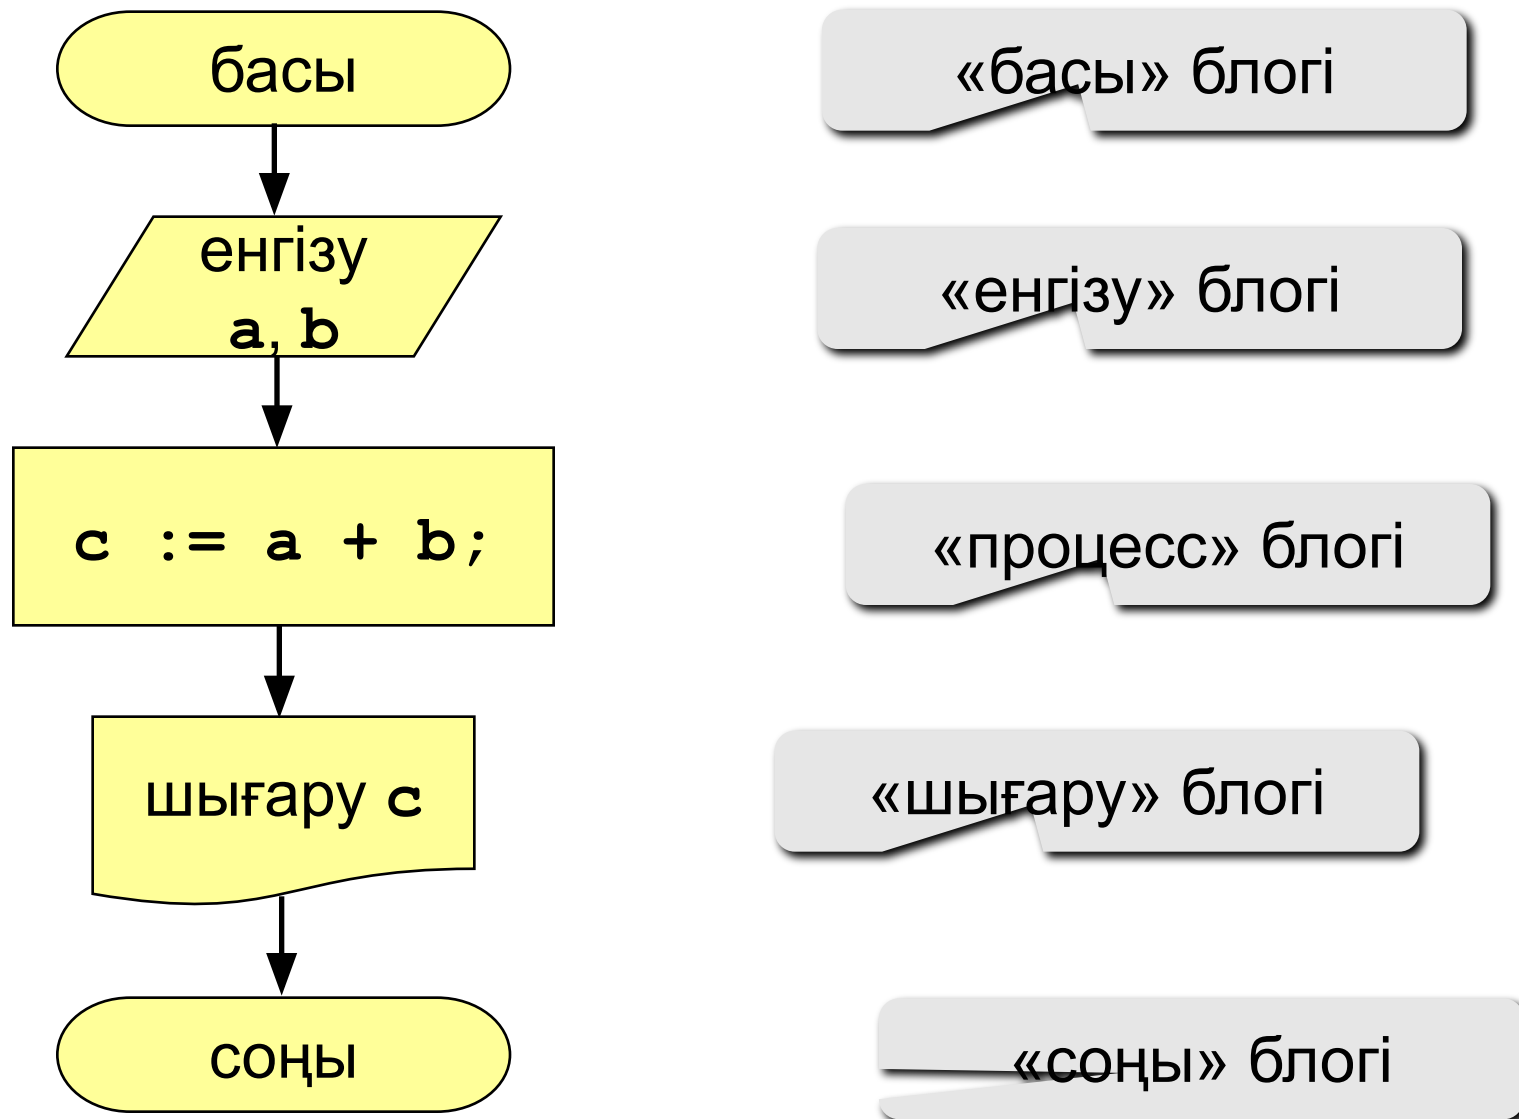 басы
«басы» блогі
енгізу
a, b
«енгізу» блогі
c := a + b;
«процесс» блогі
шығару c
«шығару» блогі
соңы
«соңы» блогі